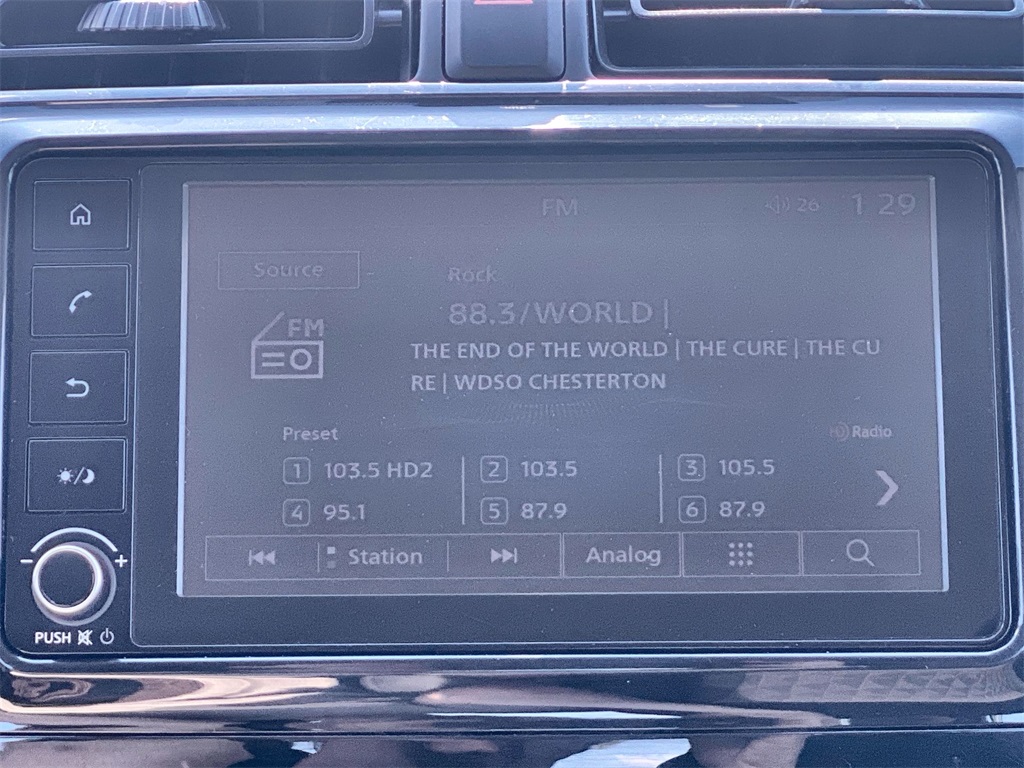 FM 26 1 29
Source
Rock
88.3/WORLD |
FM
THE END OF THE WORLD | THE CURE | THE CU
RE | WDSO CHESTERTON
Preset
HD Radio
1 103.5 HD2 2 103.5 3 105.5
4 95.1 5 87.9 6 87.9
Station Analog
− +
PUSH